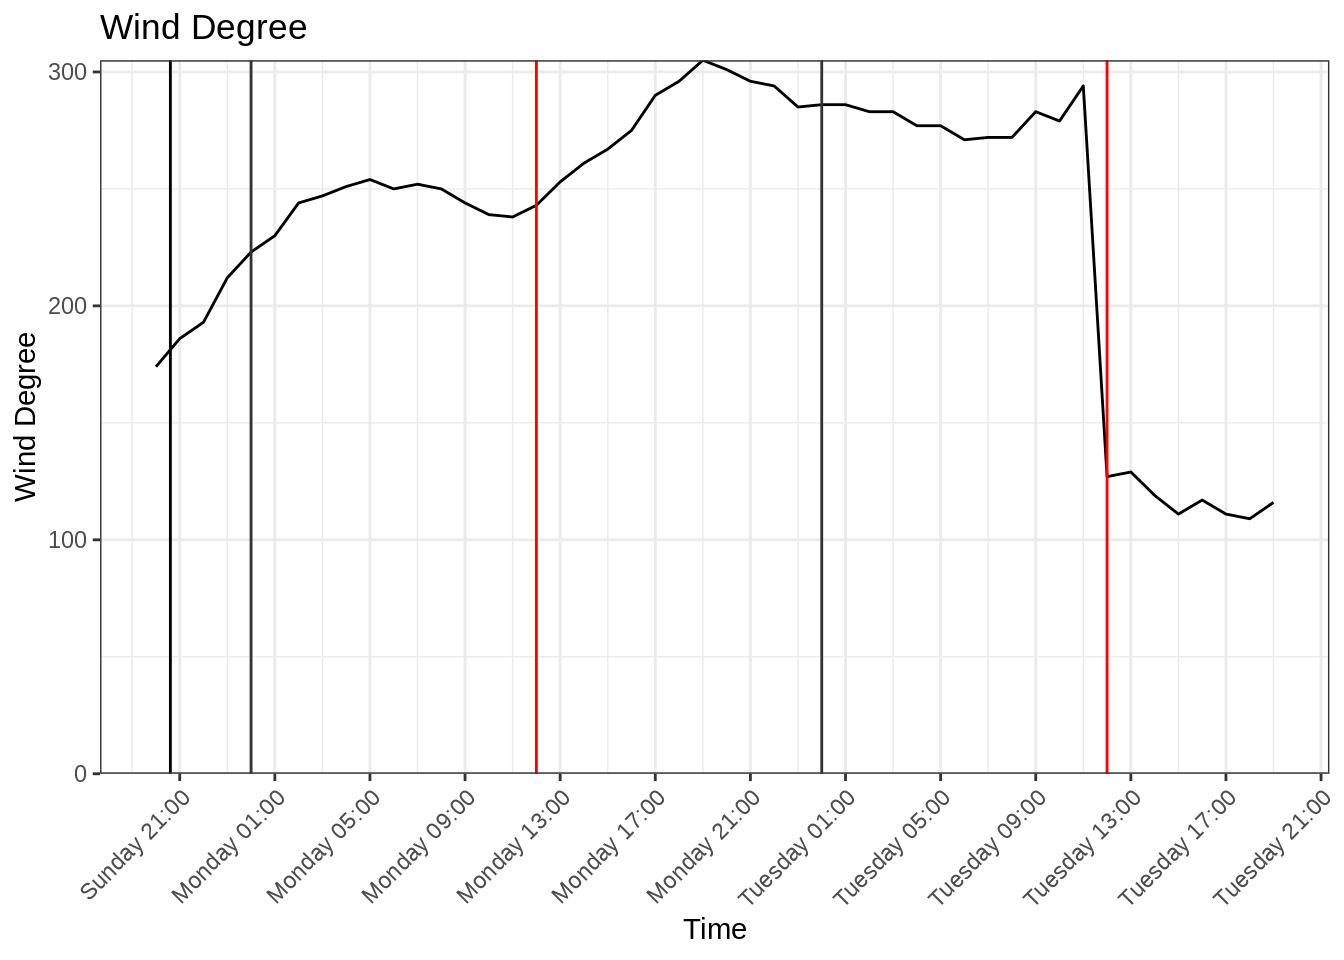 Wind Degree
300
200
100
0
Wind Degree
Sunday 21:00
Monday 01:00
Monday 05:00
Monday 09:00
Monday 13:00
Monday 17:00
Monday 21:00
Tuesday 01:00
Tuesday 05:00
Tuesday 09:00
Tuesday 13:00
Tuesday 17:00
Tuesday 21:00
Time